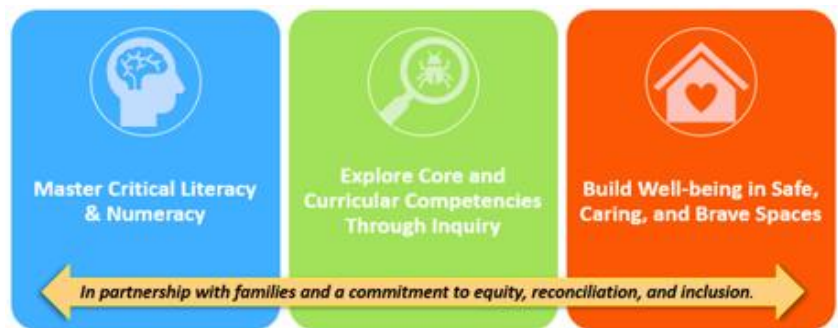 Master Critical Literacy
& Numeracy
Explore Core and
Curricular Competencies
Through Inquiry
Build Well-being in Safe,
Caring, and Brave Spaces
In partnership with families and a commitment to equity, reconciliation, and inclusion.